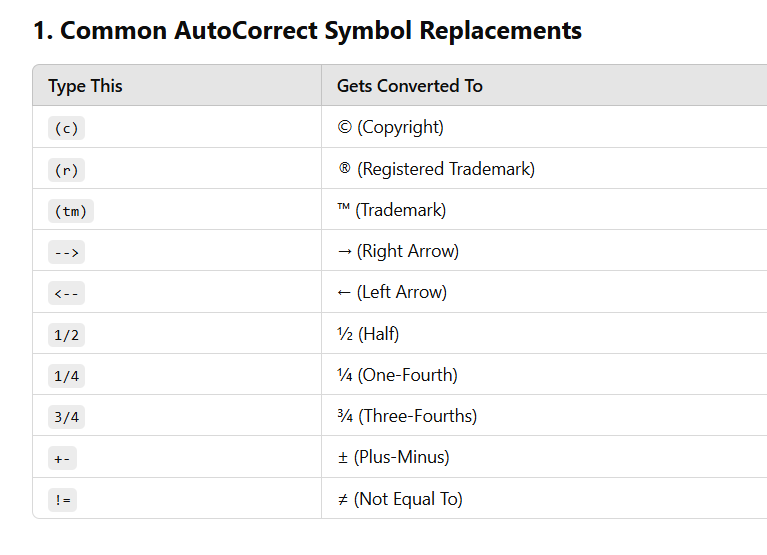 1. Common AutoCorrect Symbol Replacements
Type This Gets Converted To
(c) © (Copyright)
(r) ® (Registered Trademark)
(tm) ™ (Trademark)
--> → (Right Arrow)
<-- ← (Left Arrow)
1/2 ½ (Half)
1/4 ¼ (One-Fourth)
3/4 ¾ (Three-Fourths)
+- ± (Plus-Minus)
!= ≠ (Not Equal To)